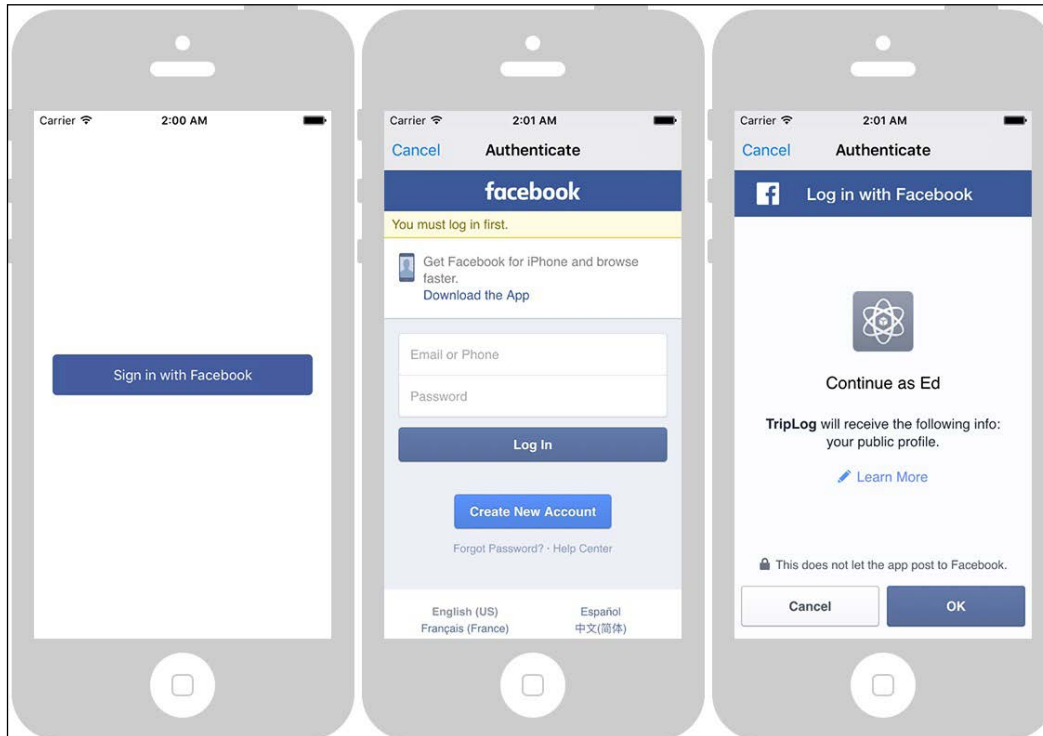 Carrier 2:00 AM
Sign in with Facebook
Carrier 2:01 AM
Cancel Authenticate
facebook
You must log in first.
Get Facebook for iPhone and browse
faster.
Download the App
Email or Phone
Password
Log In
Create New Account
Forgot Password? · Help Center
English (US) Español
Français (France) 中文(简体)
Carrier 2:01 AM
Cancel Authenticate
f Log in with Facebook
Continue as Ed
TripLog will receive the following info:
your public profile.
Learn More
This does not let the app post to Facebook.
Cancel OK